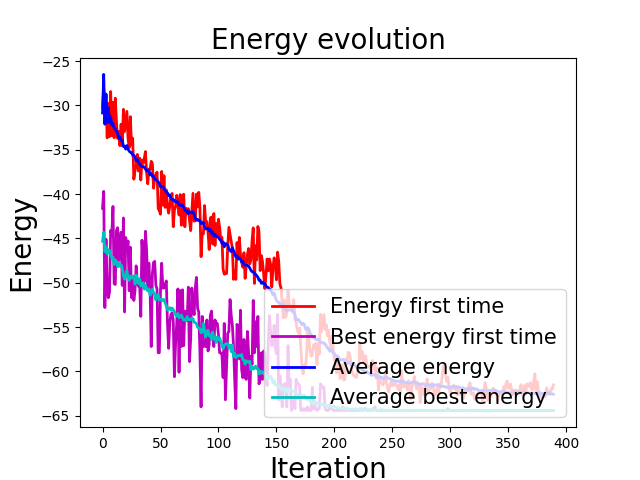 Energy evolution
−25
−30
−35
−40
−45
−50
−55
−60
−65
Energy
Energy first time
Best energy first time
Average energy
Average best energy
0 50 100 150 200 250 300 350 400
Iteration